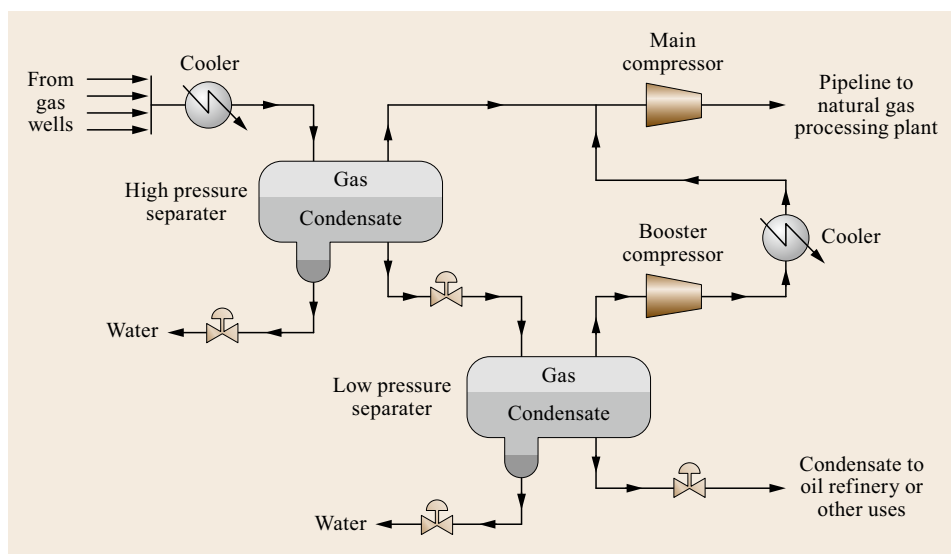 Cooler
From
gas
wells
Main
compressor
Pipeline to
natural gas
processing plant
High pressure
separater
Gas
Condensate
Water
Booster
compressor
Cooler
Low pressure
separater
Gas
Condensate
Water
Condensate to
oil refinery or
other uses